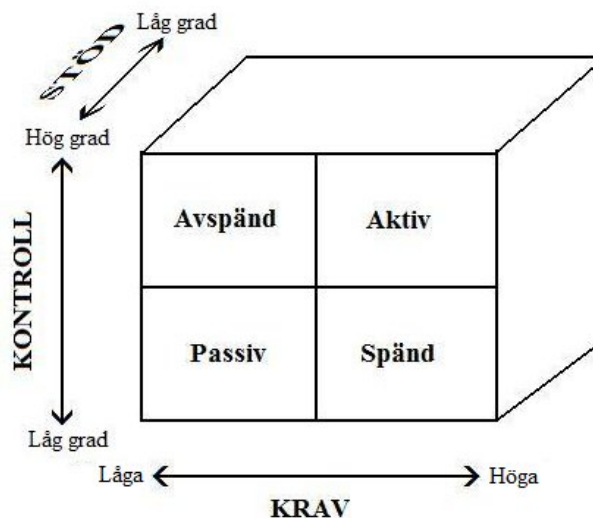 Låg grad
STÖD
Hög grad
KONTROLL
Avspänd Aktiv
Passiv Spänd
Låg grad
Låga Höga
KRAV